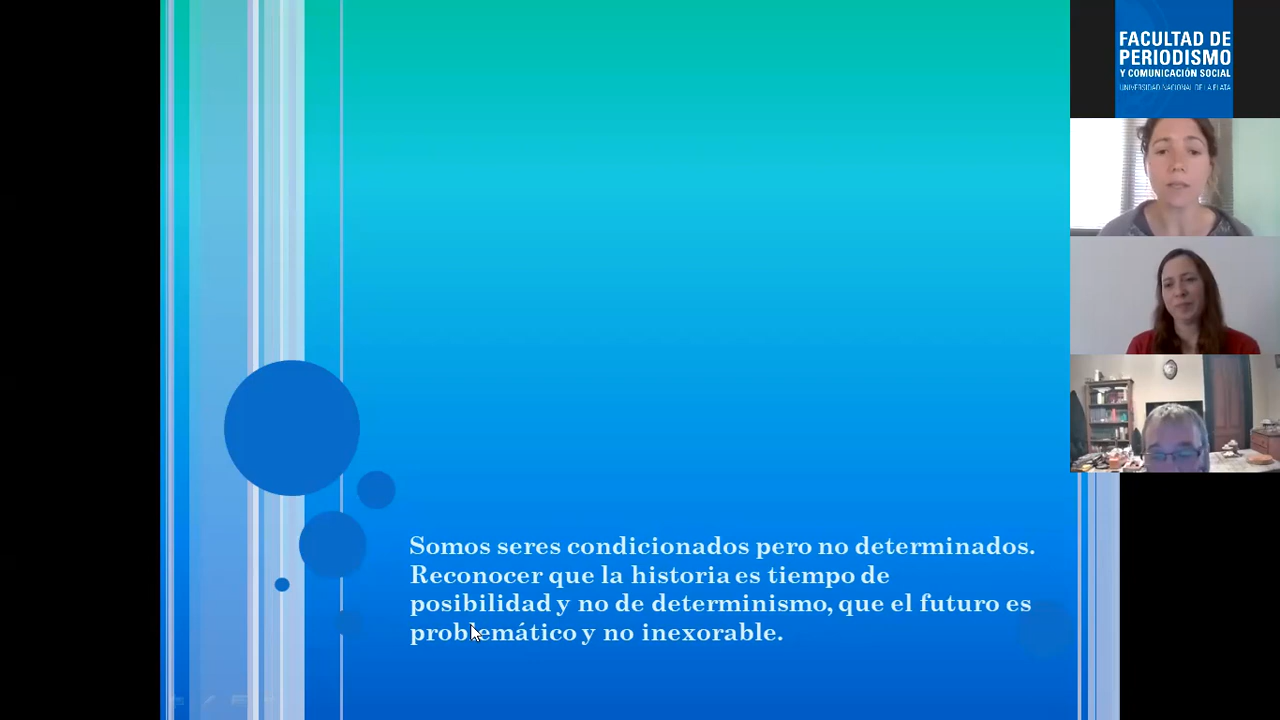 FACULTAD DE
PERIODISMO
Y COMUNICACIÓN SOCIAL
UNIVERSIDAD NACIONAL DE LA PLATA
Somos seres condicionados pero no determinados.
Reconocer que la historia es tiempo de
posibilidad y no de determinismo, que el futuro es
problemático y no inexorable.